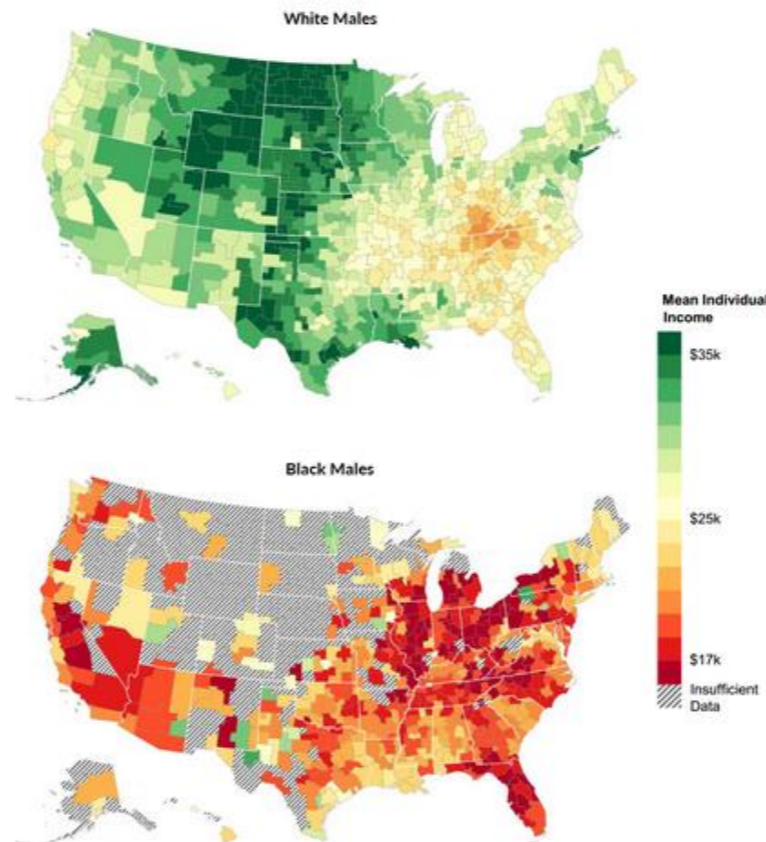 White Males
Mean Individual
Income
$35k
$25k
Black Males
$17k
Insufficient
Data